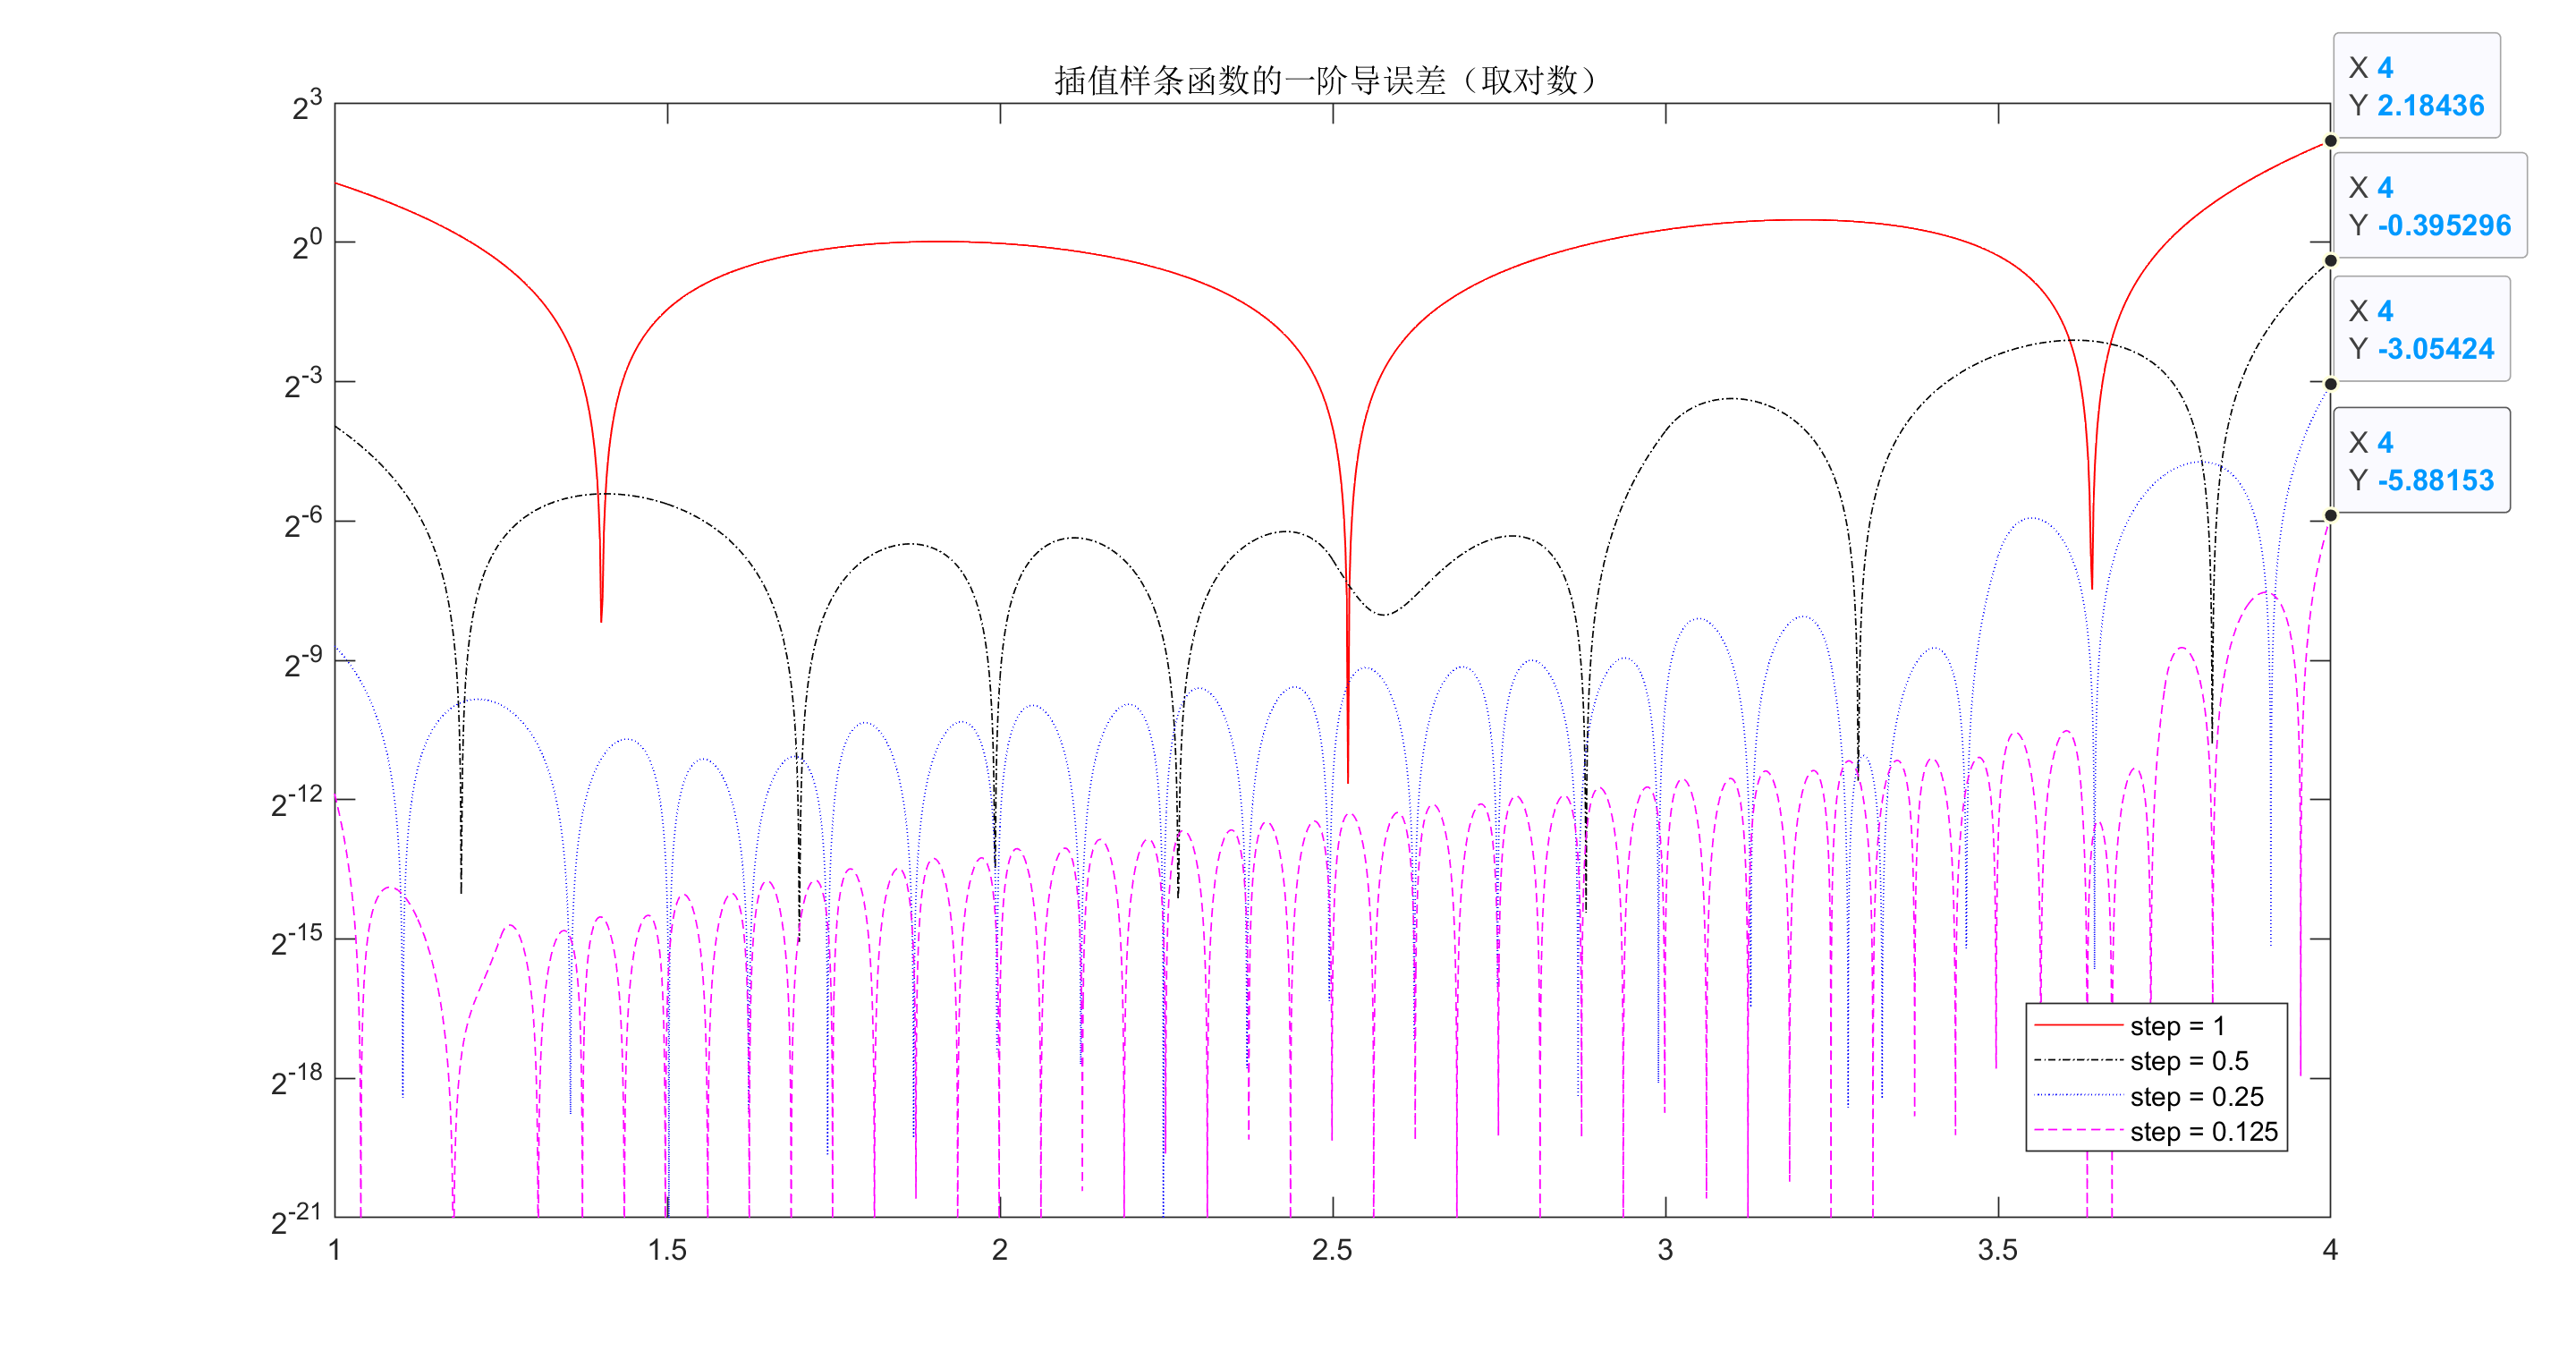 插值样条函数的一阶导误差（取对数）
X 4
Y 2.18436
X 4
Y -0.395296
X 4
Y -3.05424
X 4
Y -5.88153
2^3
2^0
2^-3
2^-6
2^-9
2^-12
2^-15
2^-18
2^-21
step = 1
step = 0.5
step = 0.25
step = 0.125
1 1.5 2 2.5 3 3.5 4